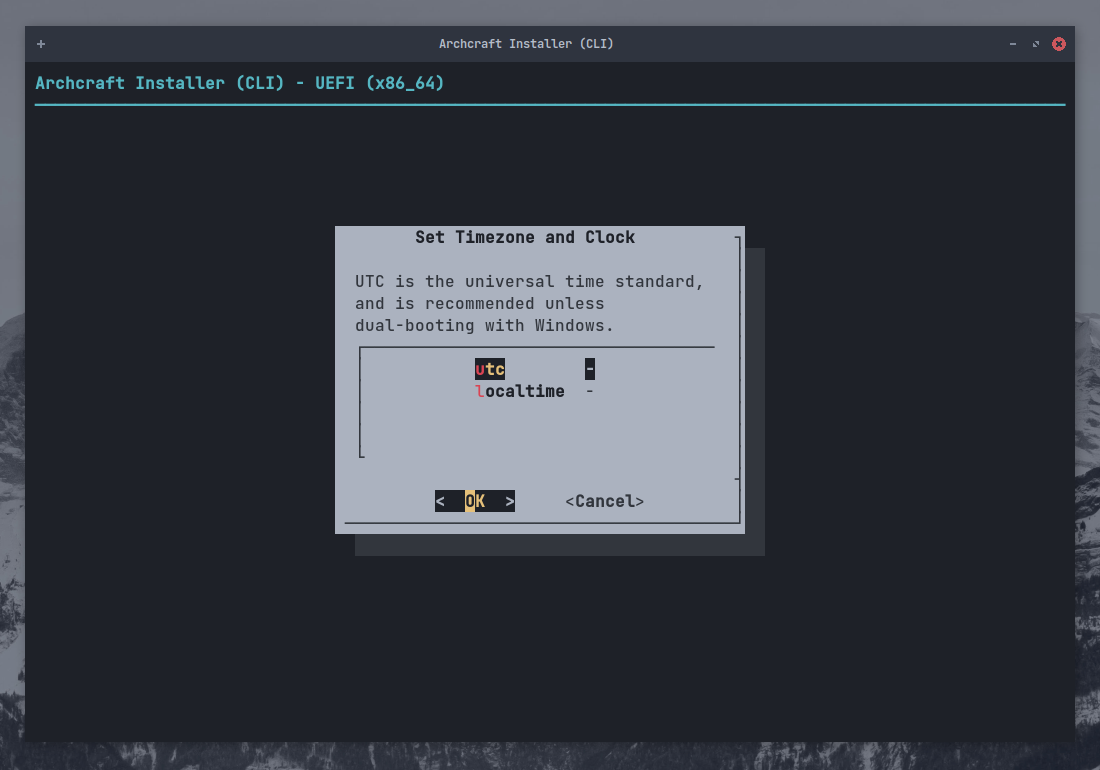 Archcraft Installer (CLI)
Archcraft Installer (CLI) - UEFI (x86_64)
Set Timezone and Clock
UTC is the universal time standard,
and is recommended unless
dual-booting with Windows.
utc -
localtime -
< OK > <Cancel>